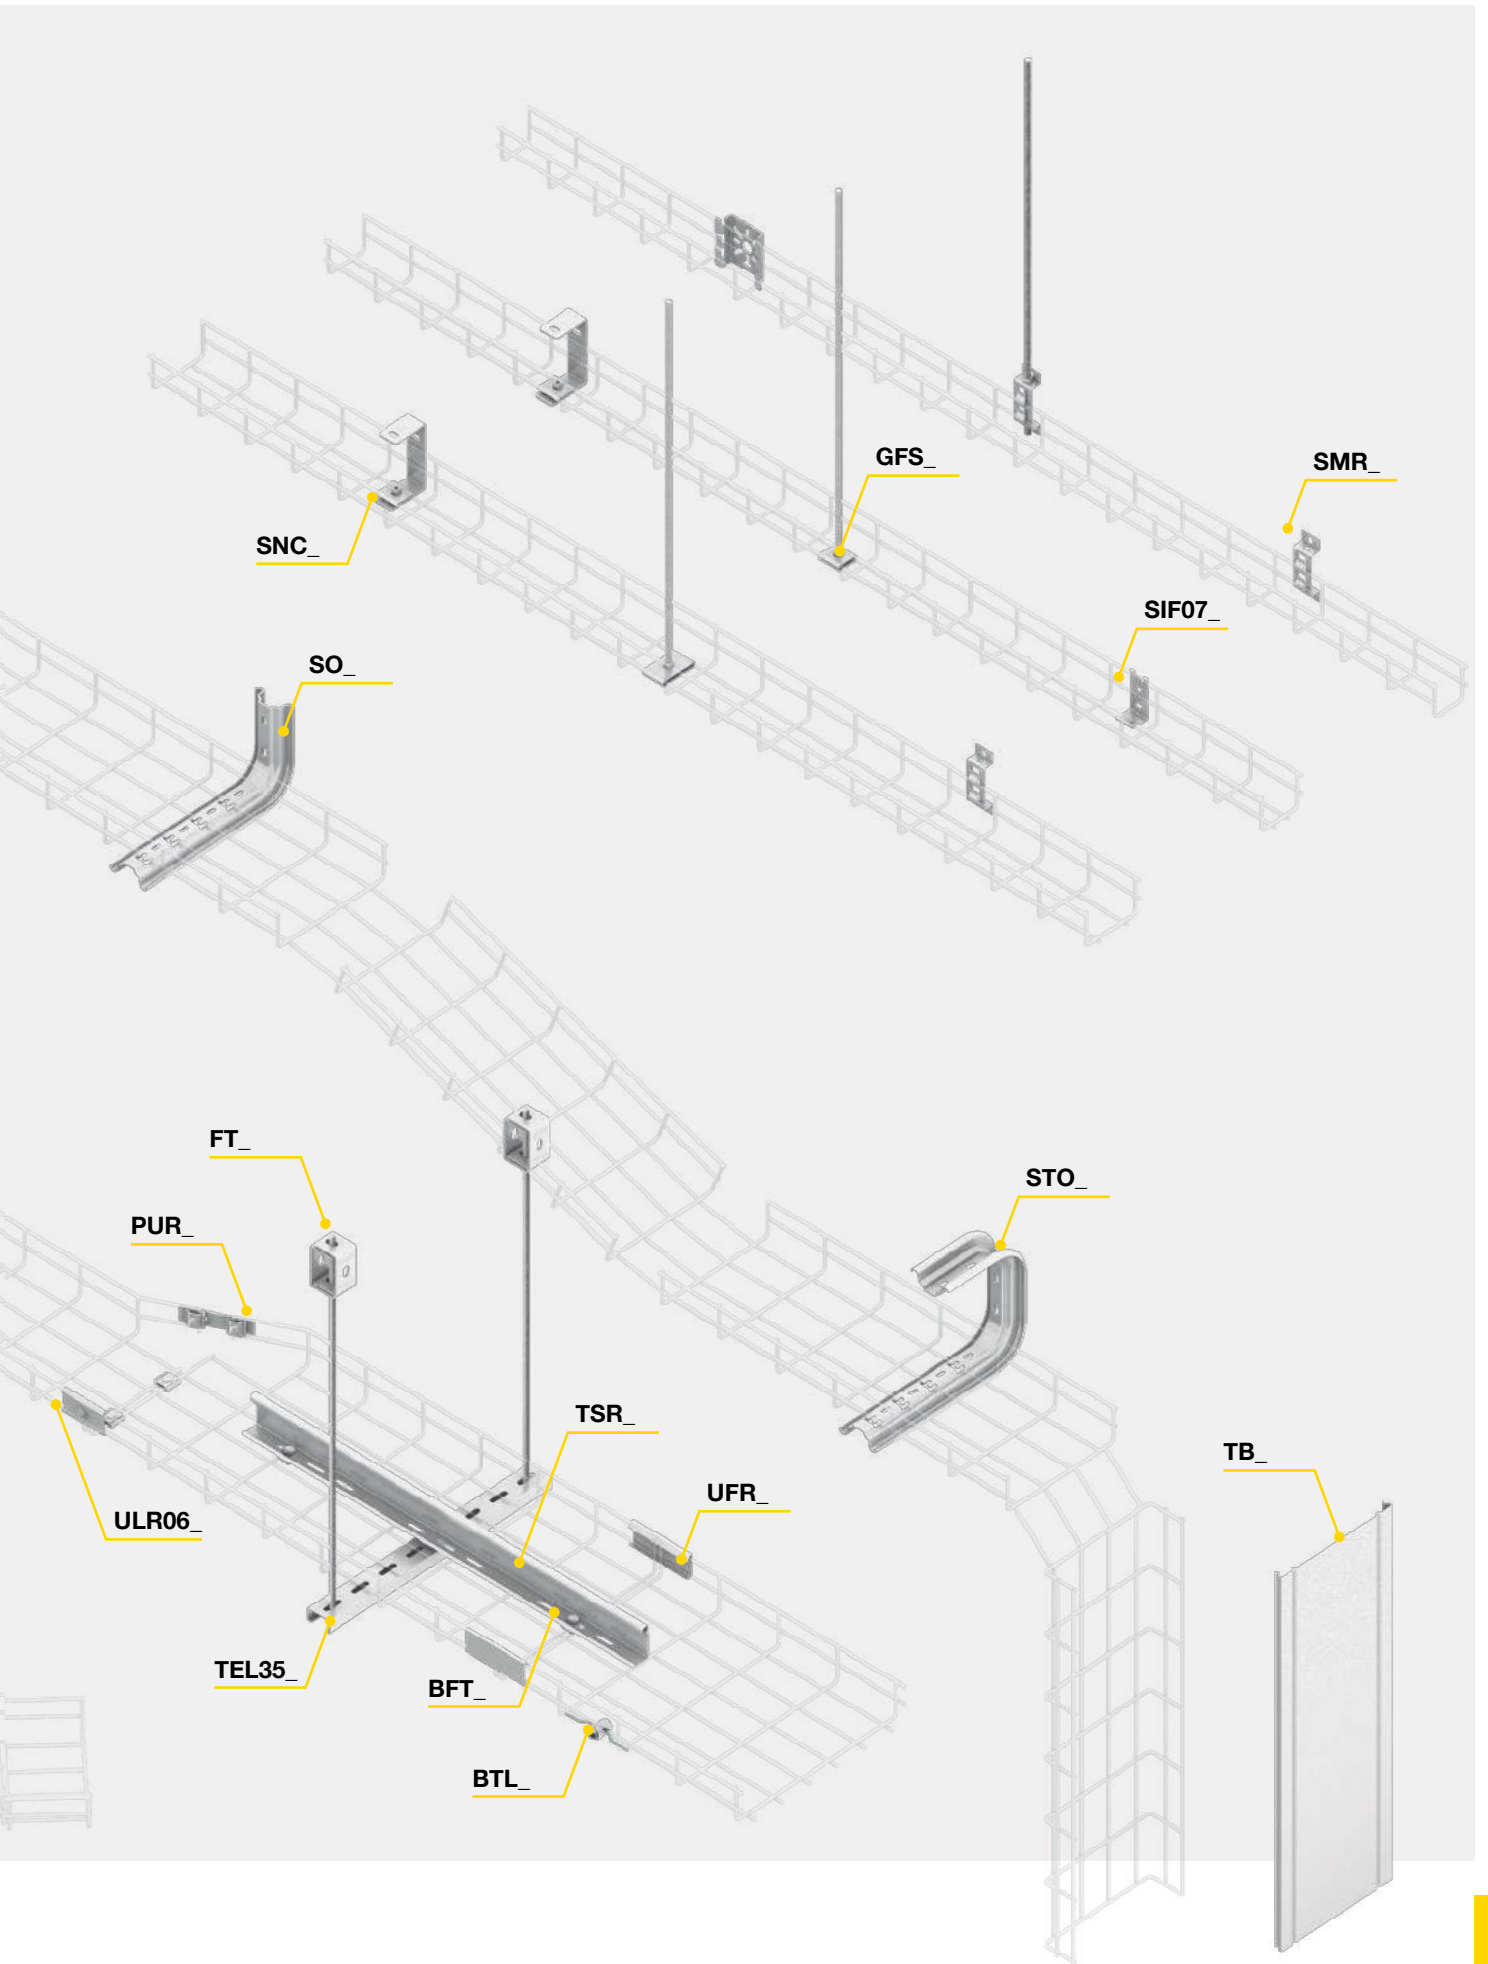 GFS_
SMR_
SNC_
SIF07_
SO_
FT_
STO_
PUR_
TSR_
TB_
UFR_
ULR06_
TEL35_
BFT_
BTL_